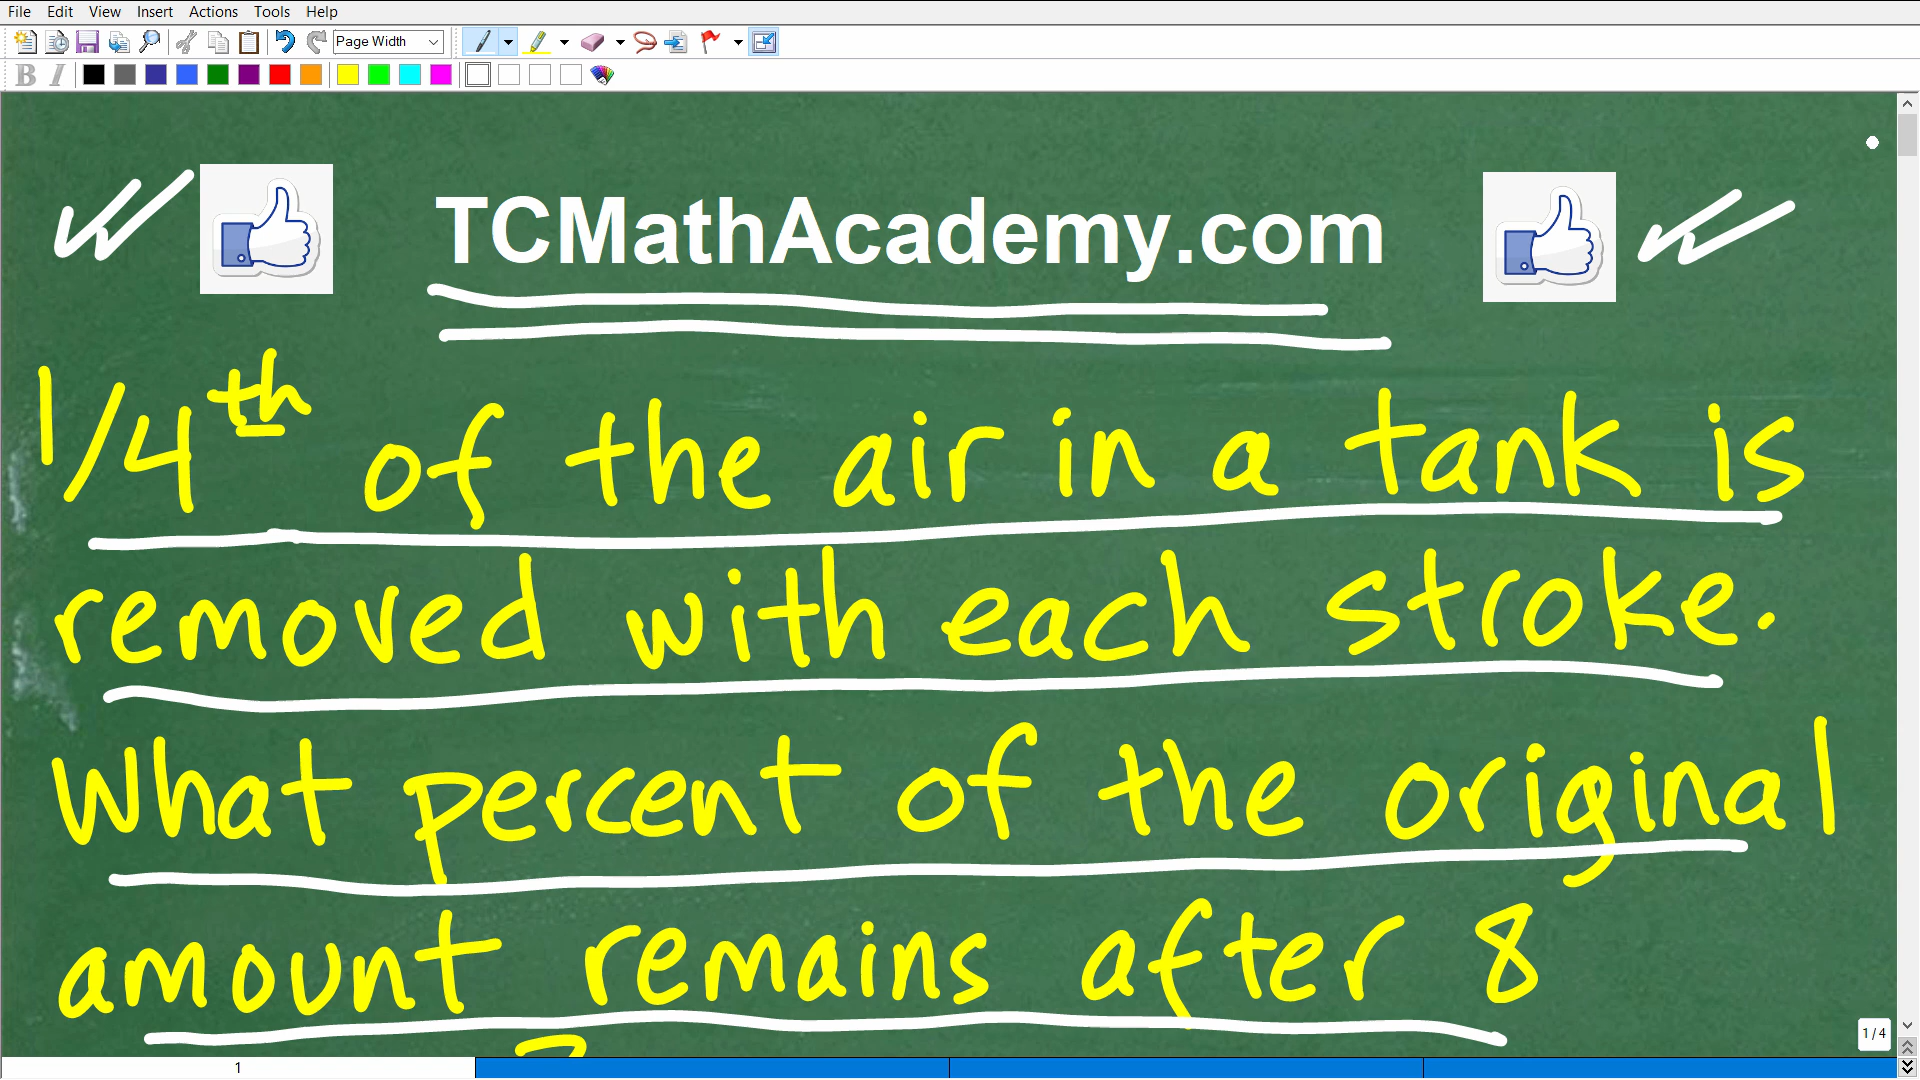 File Edit View Insert Actions Tools Help
Page Width
B I
TCMathAcademy.com
1/4th of the air in a tank is
removed with each stroke.
What percent of the original
amount remains after 8
1/4
1